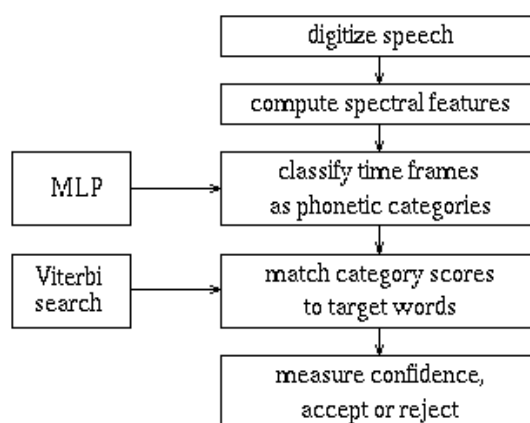 digitize speech
compute spectral features
MLP
classify time frames
as phonetic categories
Viterbi
search
match category scores
to target words
measure confidence,
accept or reject